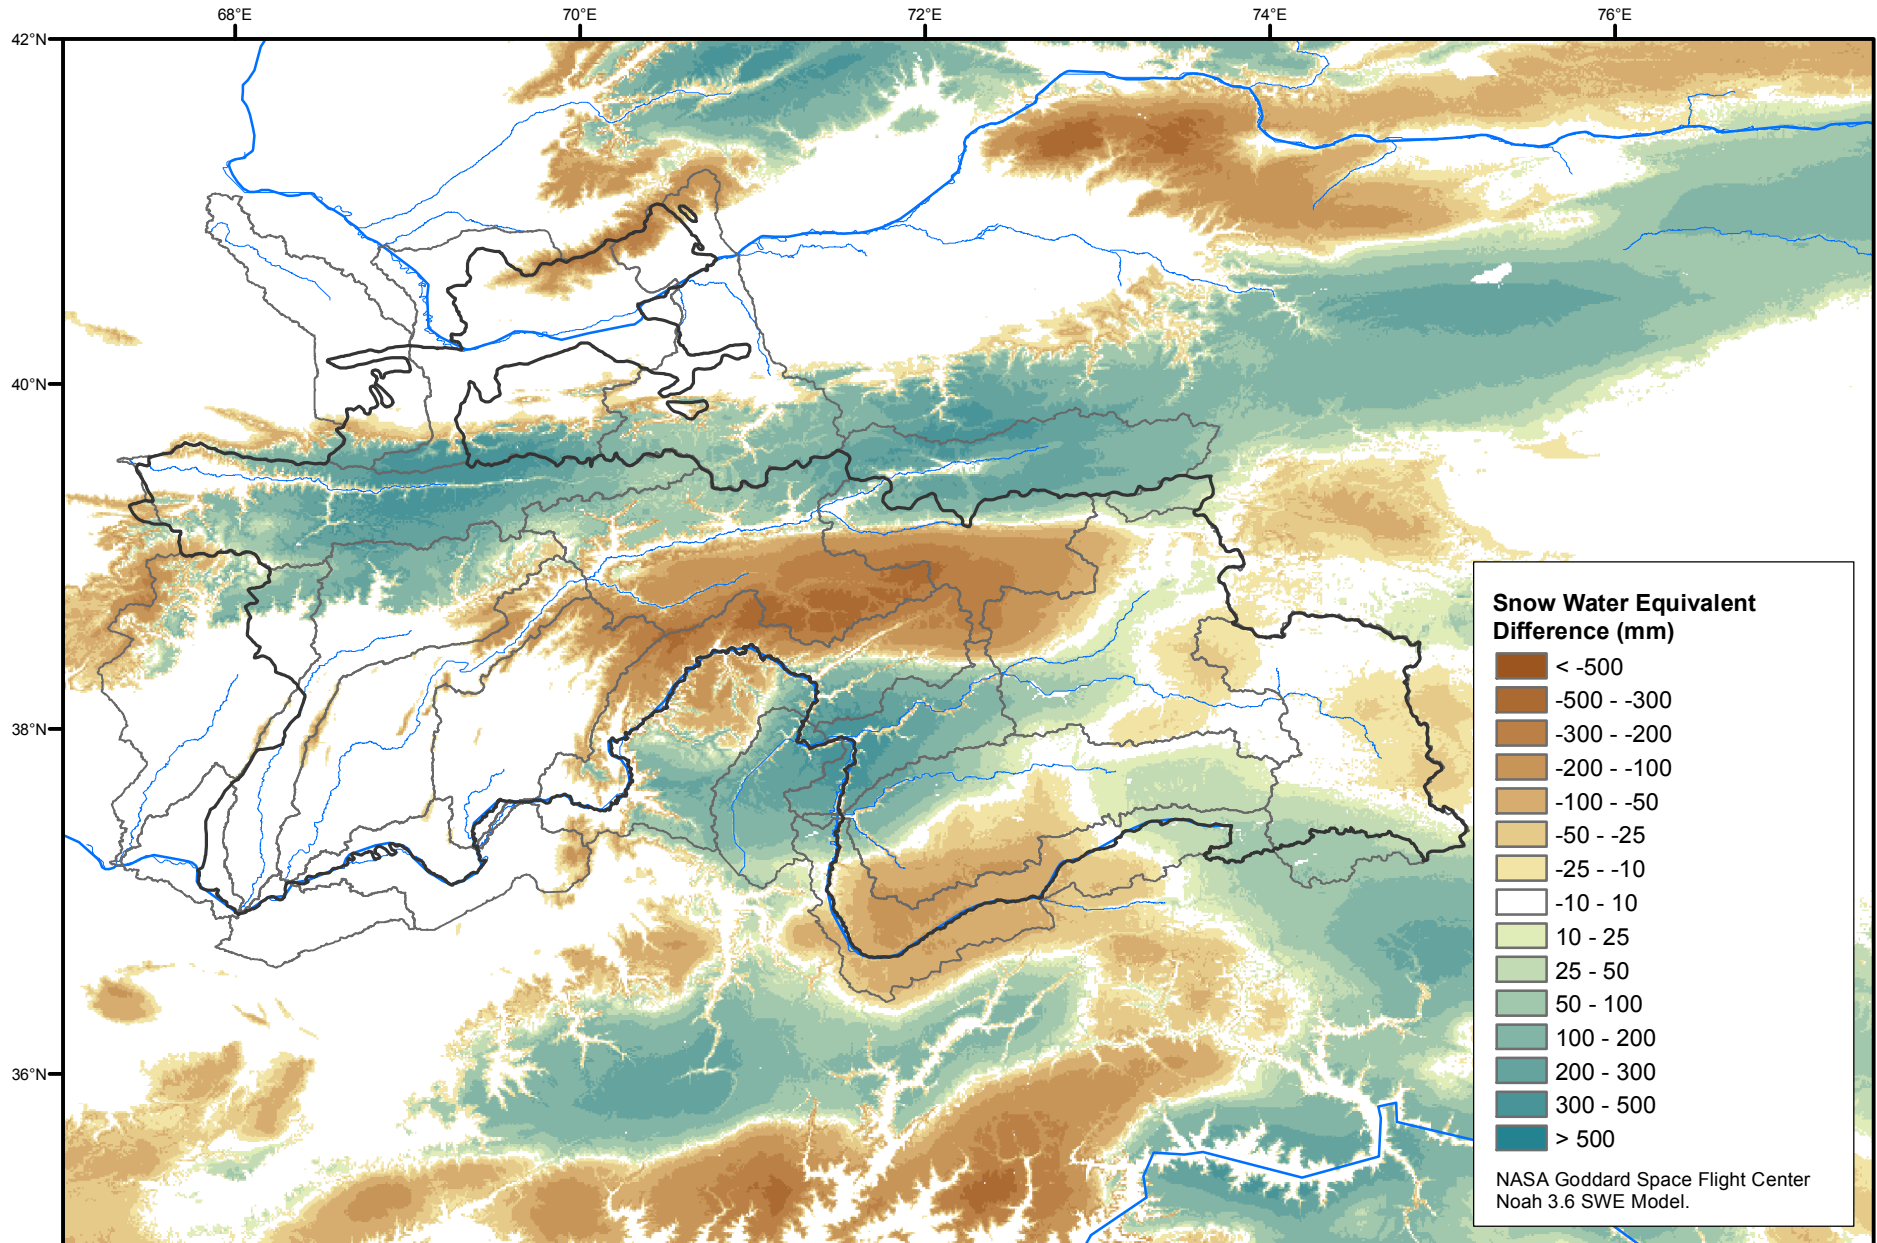 68°E
70°E
72°E
74°E
76°E
42°N
40°N
38°N
36°N
Snow Water Equivalent
Difference (mm)
< -500
-500 - -300
-300 - -200
-200 - -100
-100 - -50
-50 - -25
-25 - -10
-10 - 10
10 - 25
25 - 50
50 - 100
100 - 200
200 - 300
300 - 500
> 500
NASA Goddard Space Flight Center
Noah 3.6 SWE Model.